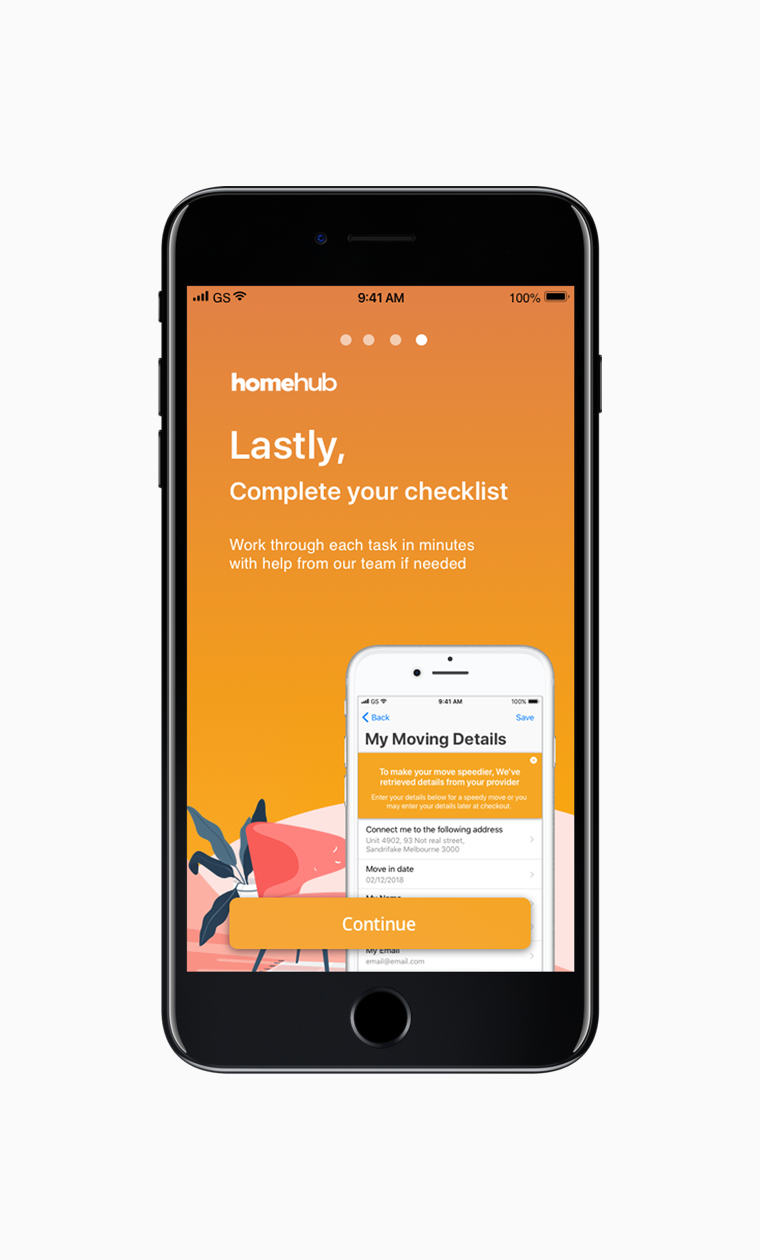 GS 9:41 AM 100%
homehub
Lastly,
Complete your checklist
Work through each task in minutes
with help from our team if needed
GS 9:41 AM 100%
Back Save
My Moving Details
To make your move speedier, We've
retrieved details from your provider
Enter your details below for a speedy move or you
may enter your details later at checkout.
Connect me to the following address
Unit 4902, 93 Not real street,
Sandrifake Melbourne 3000
Move in date
02/12/2018
My Name
Continue
My Email
email@email.com